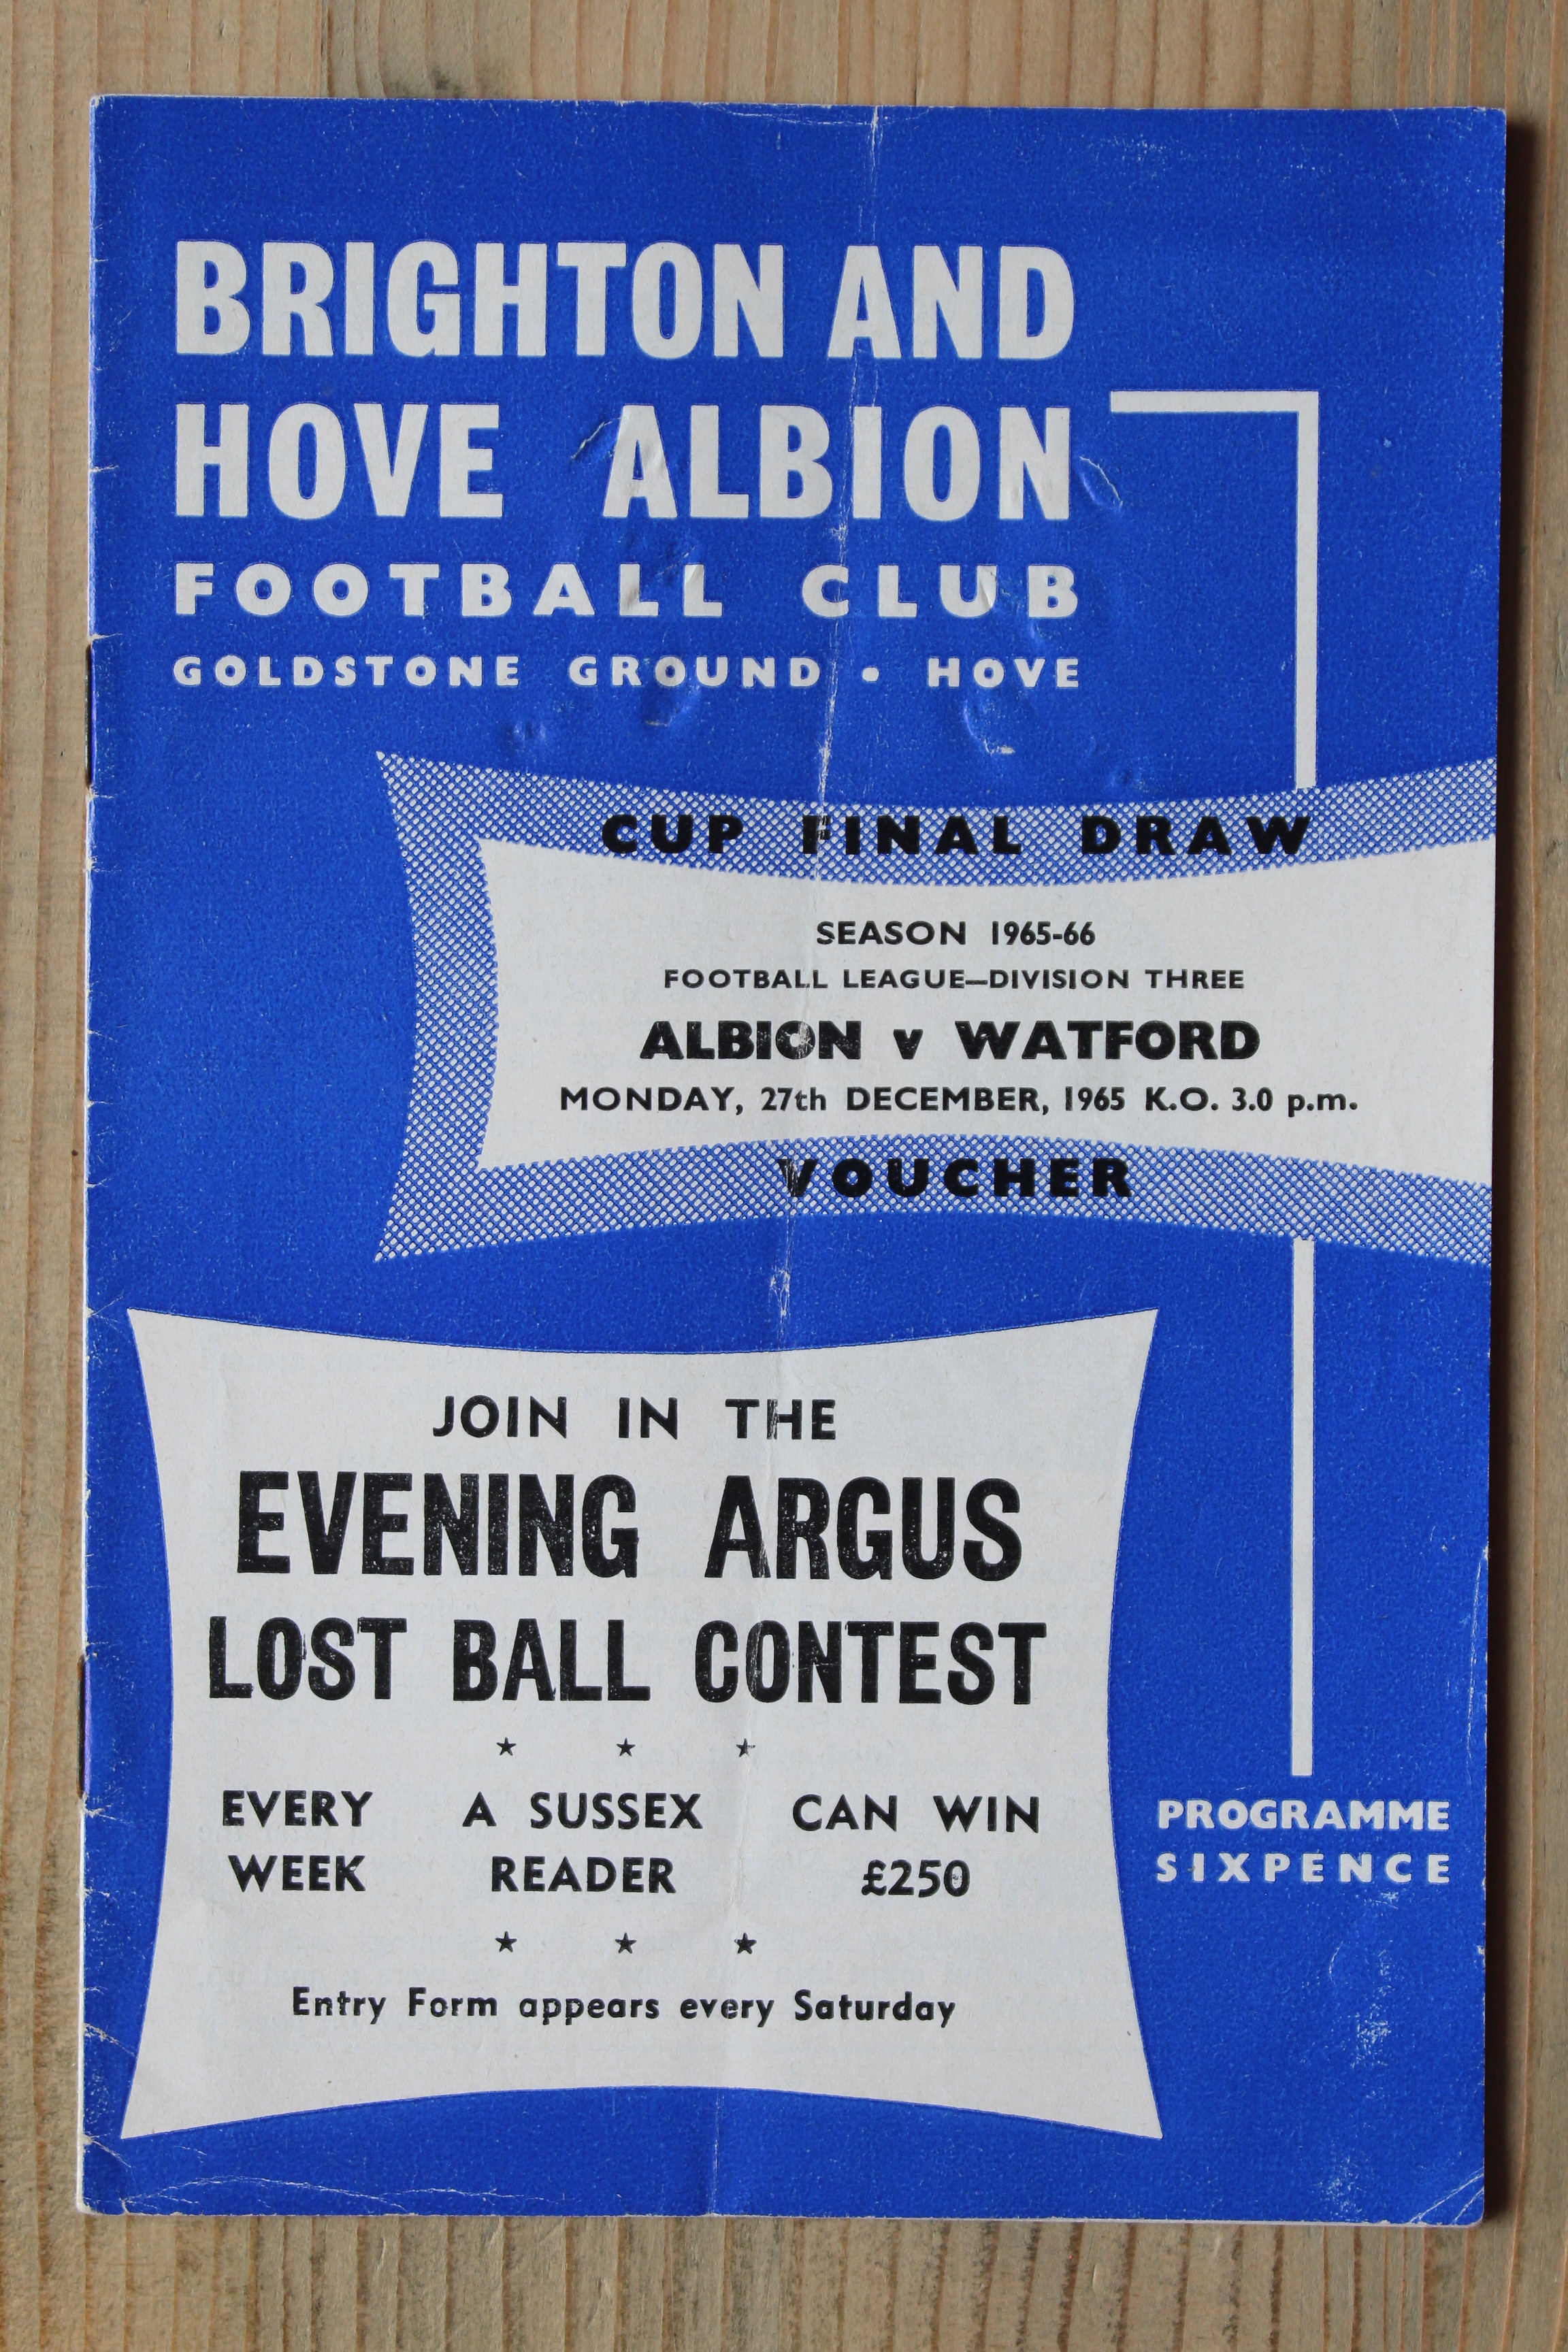 BRIGHTON AND
HOVE ALBION
FOOTBALL CLUB
GOLDSTONE GROUND • HOVE
CUP FINAL DRAW
SEASON 1965-66
FOOTBALL LEAGUE—DIVISION THREE
ALBION v WATFORD
MONDAY, 27th DECEMBER, 1965 K.O. 3.0 p.m.
VOUCHER
JOIN IN THE
EVENING ARGUS
LOST BALL CONTEST
★ ★ ★
EVERY A SUSSEX CAN WIN
WEEK READER £250
★ ★ ★
Entry Form appears every Saturday
PROGRAMME
SIXPENCE